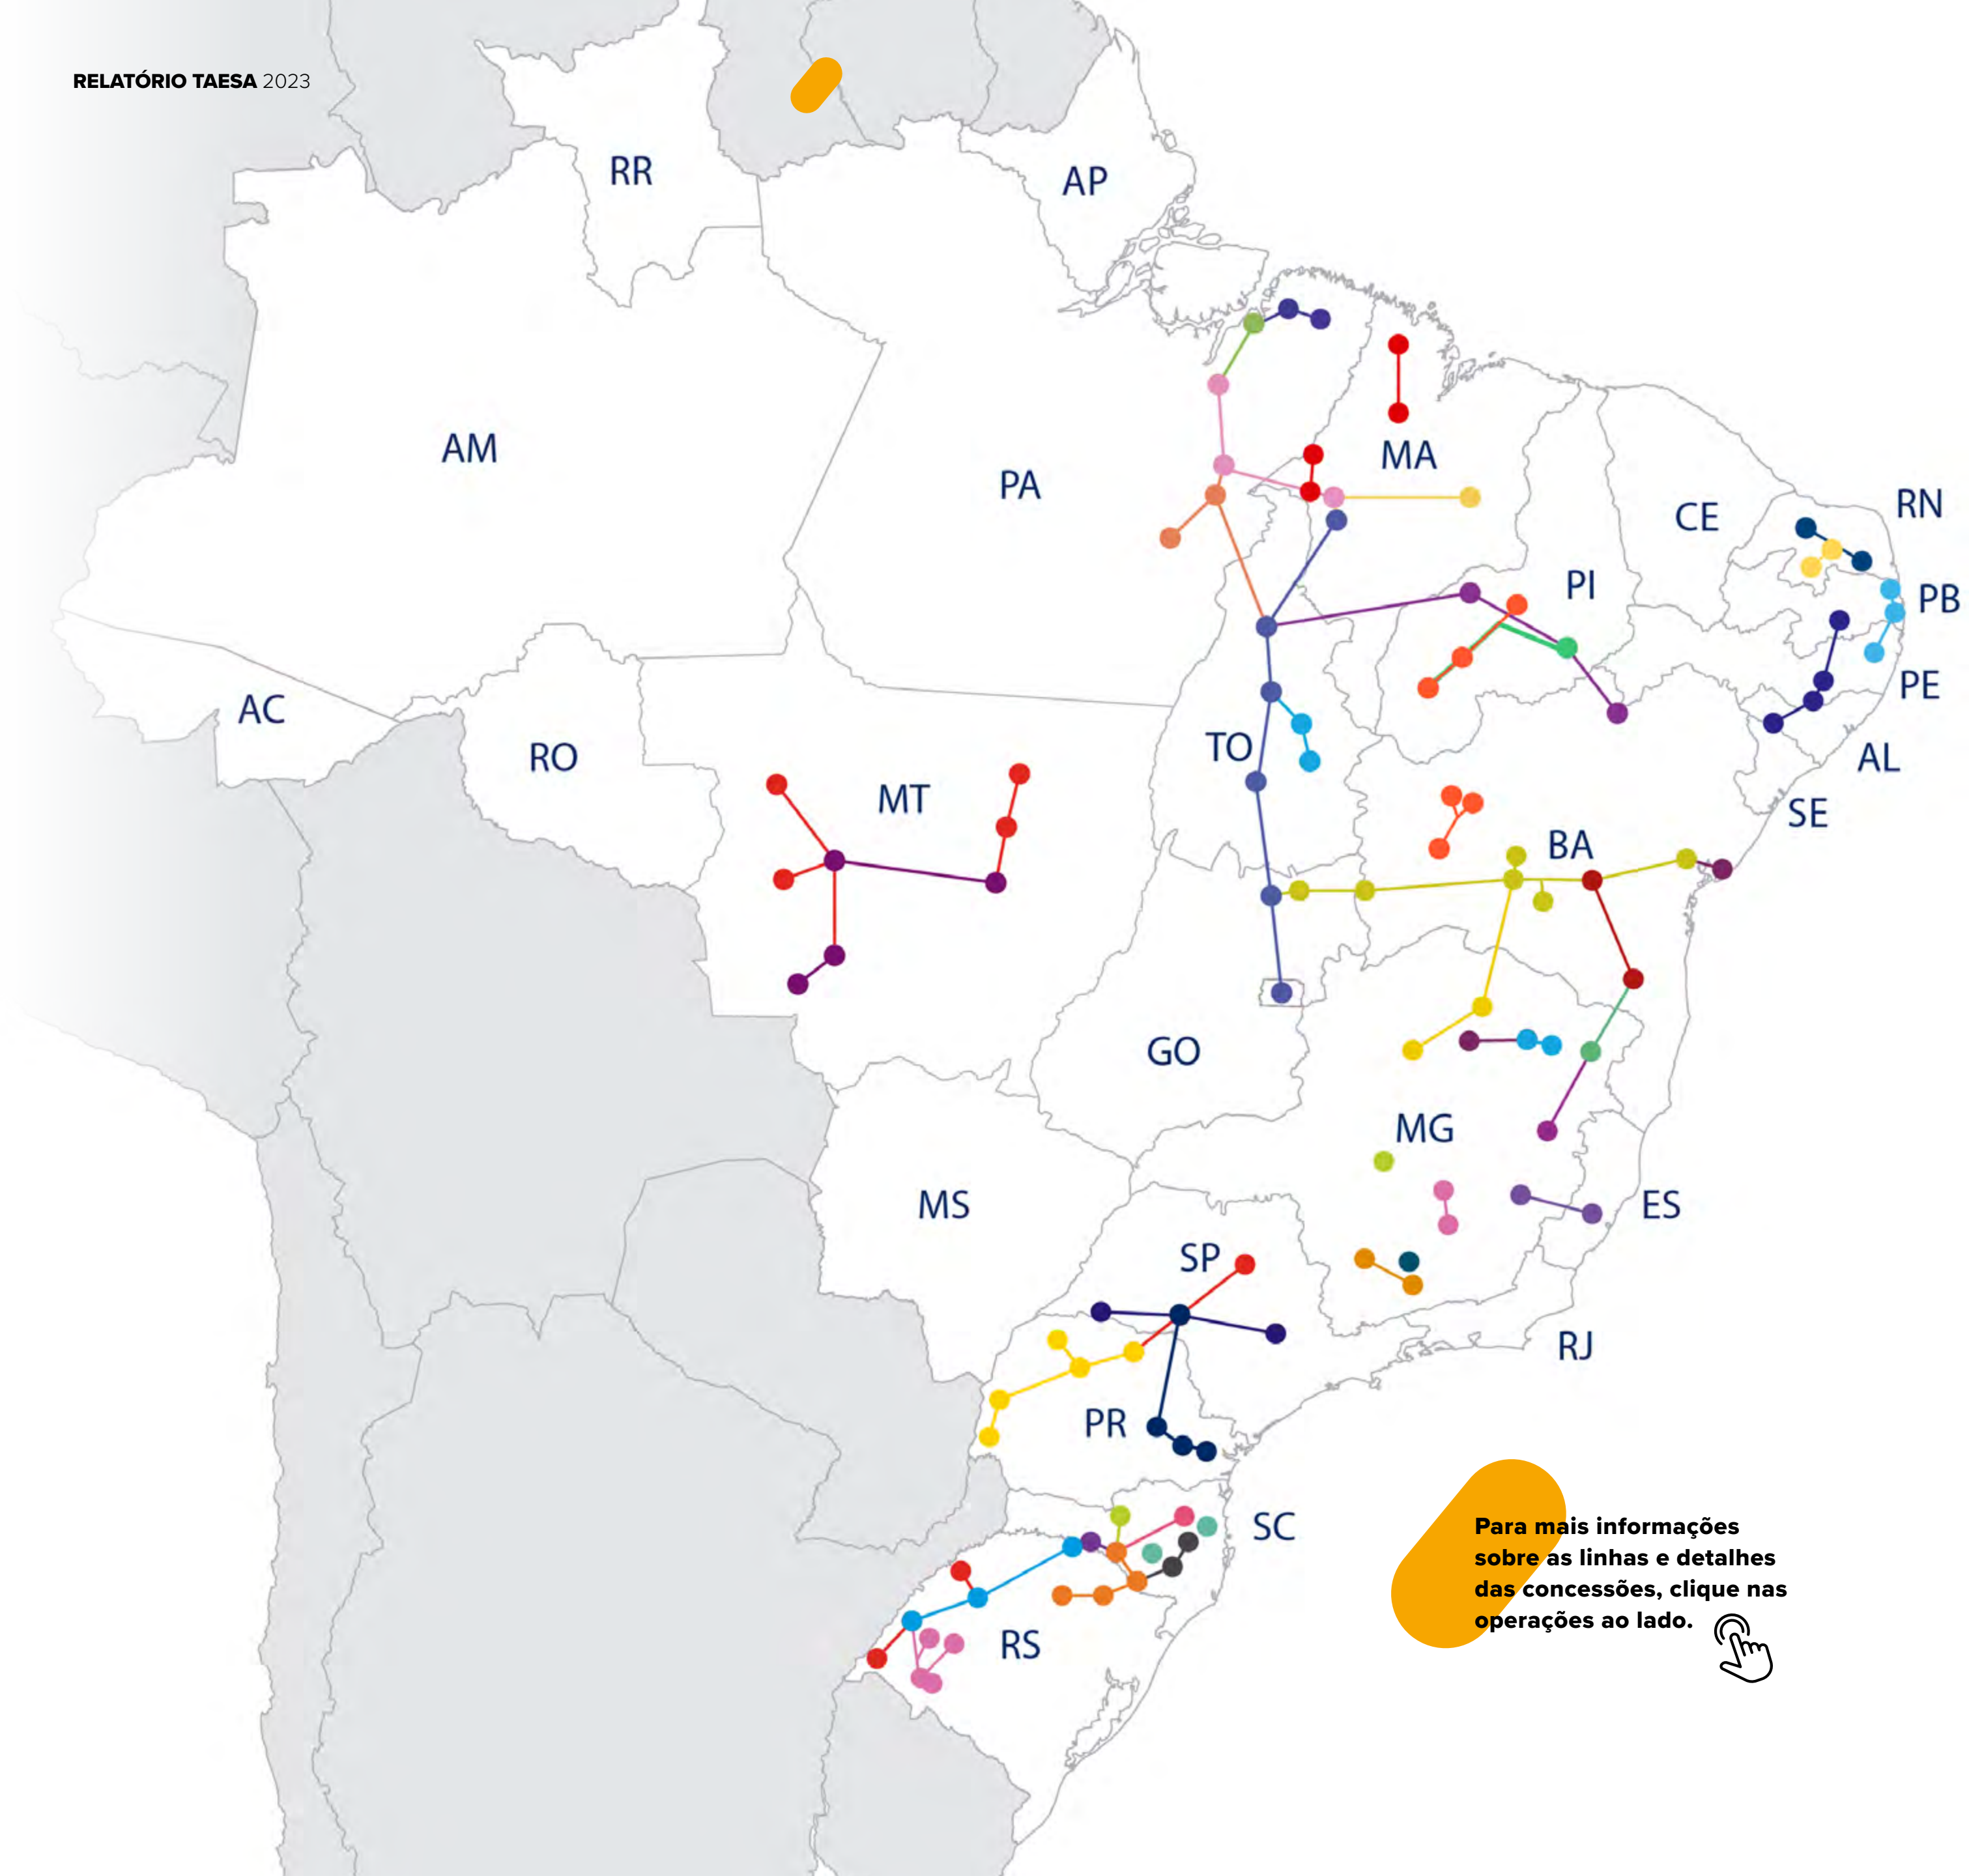 RELATÓRIO TAESA 2023
RR
AP
AM
PA
MA
CE
RN
PI
PB
PE
AC
TO
AL
RO
MT
SE
BA
GO
MG
MS
ES
SP
RJ
PR
SC
RS
Para mais informações
sobre as linhas e detalhes
das concessões, clique nas
operações ao lado.